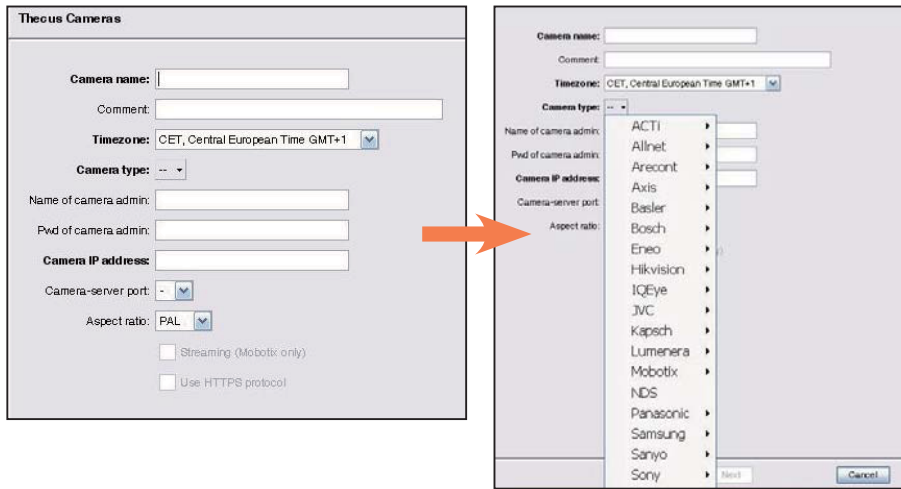 Thecus Cameras
Camera name:
Comment:
Timezone: CET, Central European Time GMT+1
Camera type: --
Name of camera admin:
Pwd of camera admin:
Camera IP address:
Camera-server port: -
Aspect ratio: PAL
Streaming (Mobotix only)
Use HTTPS protocol
Camera name:
Comment:
Timezone: CET, Central European Time GMT+1
Camera type: --
Name of camera admin:
Pwd of camera admin:
Camera IP address:
Camera-server port:
Aspect ratio:
ACTi
Allnet
Arecont
Axis
Basler
Bosch
Eneo
Hikvision
IQEye
JVC
Kapsch
Lumenera
Mobotix
NDS
Panasonic
Samsung
Sanyo
Sony
Next
Cancel